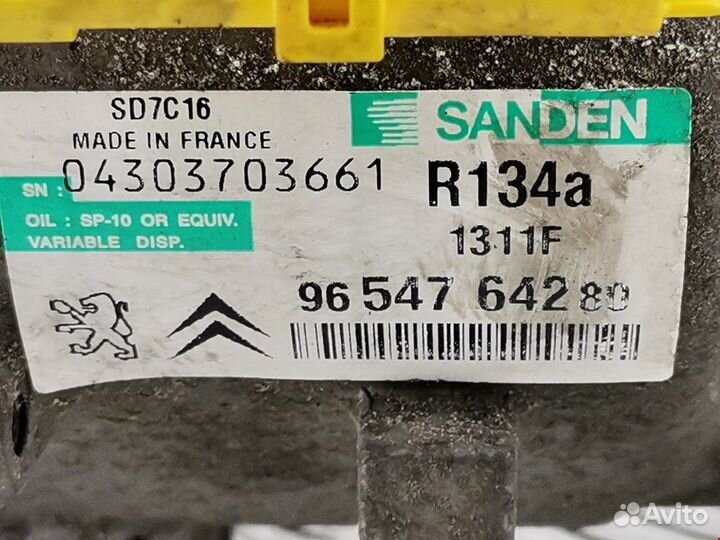 SD7C16
MADE IN FRANCE
SANDEN
SN : 04303703661
R134a
OIL : SP-10 OR EQUIV.
VARIABLE DISP.
1311F
96 547 642 80
Avito